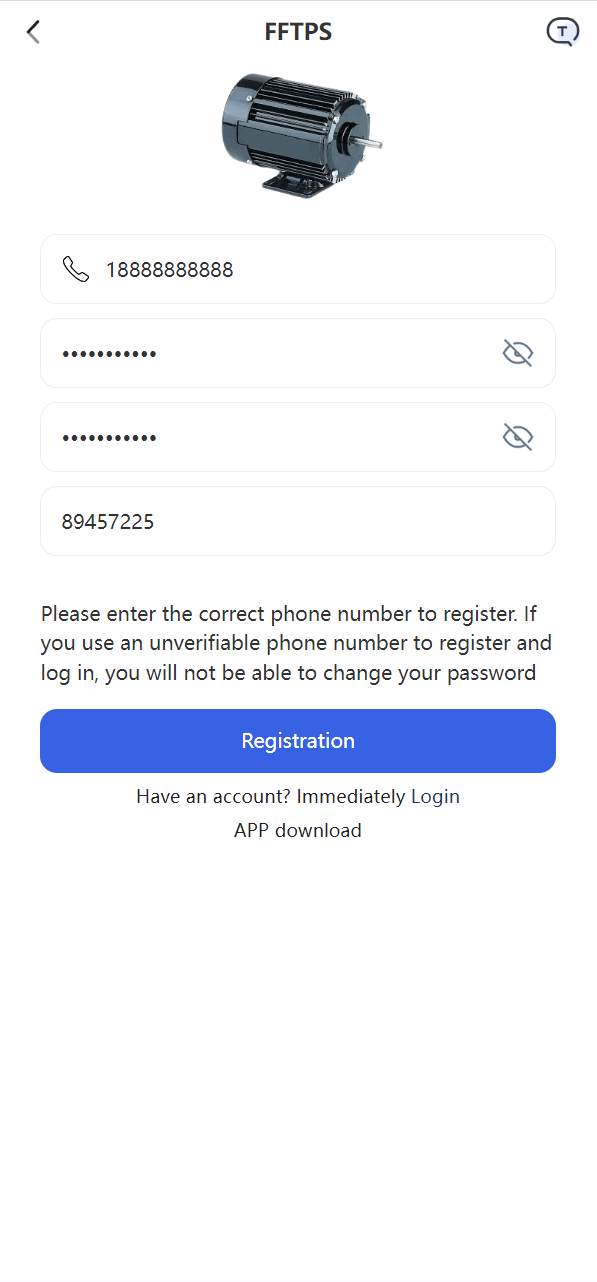 FFTPS
T
18888888888
•••••••••••
•••••••••••
89457225
Please enter the correct phone number to register. If
you use an unverifiable phone number to register and
log in, you will not be able to change your password
Registration
Have an account? Immediately Login
APP download